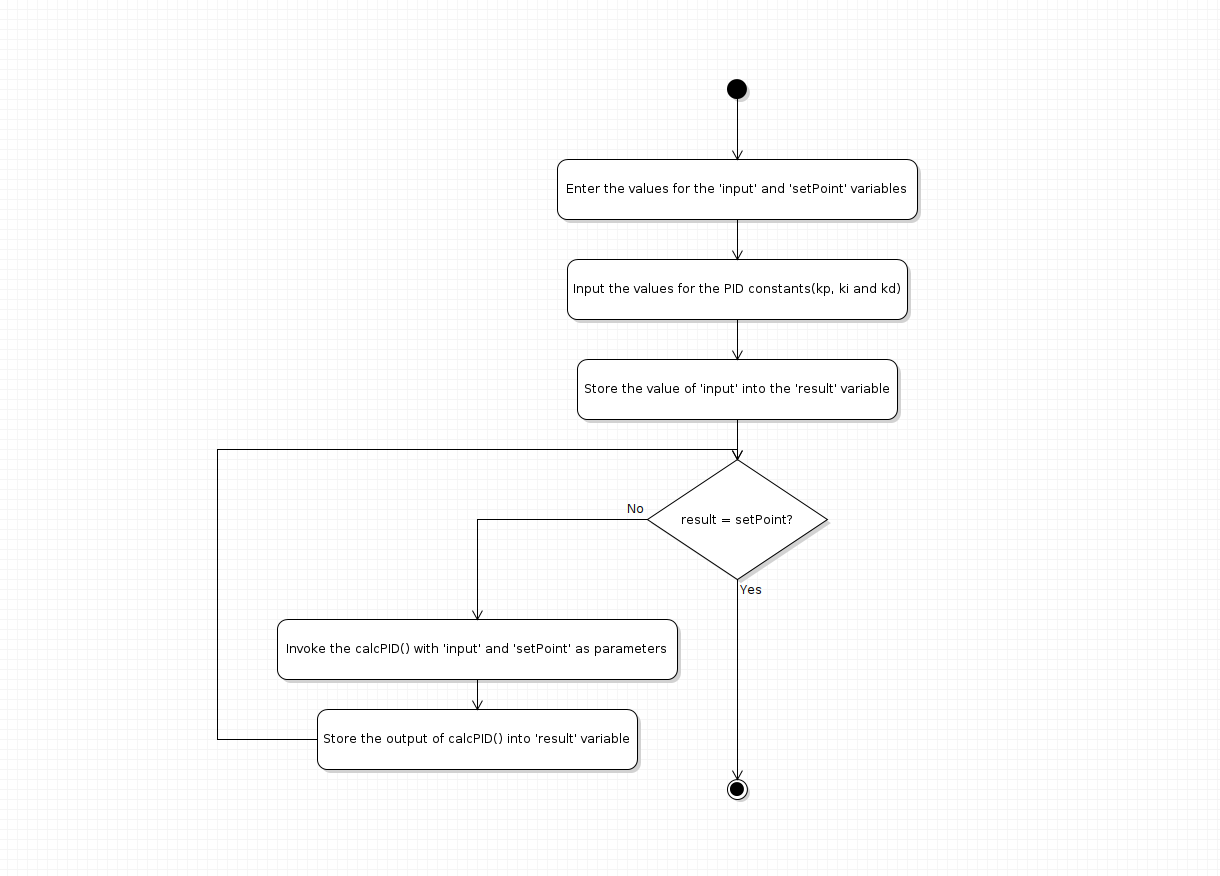 Enter the values for the 'input' and 'setPoint' variables
Input the values for the PID constants(kp, ki and kd)
Store the value of 'input' into the 'result' variable
No
result = setPoint?
Yes
Invoke the calcPID() with 'input' and 'setPoint' as parameters
Store the output of calcPID() into 'result' variable